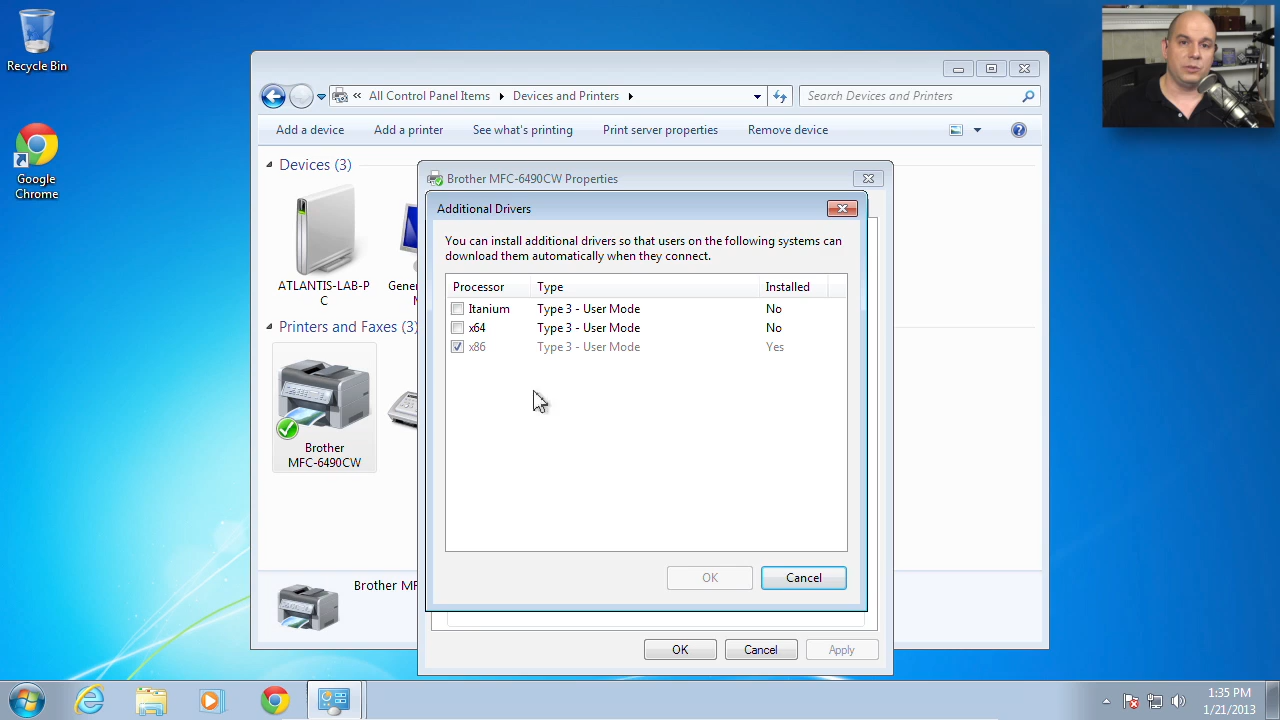 Recycle Bin
Google
Chrome
« All Control Panel Items Devices and Printers
Search Devices and Printers
Add a device Add a printer See what's printing Print server properties Remove device
Devices (3)
ATLANTIS-LAB-P
C
Gener
M
Printers and Faxes (3)
Brother
MFC-6490CW
Brother MF
Brother MFC-6490CW Properties
Additional Drivers
You can install additional drivers so that users on the following systems can
download them automatically when they connect.
Processor Type Installed
Itanium Type 3 - User Mode No
x64 Type 3 - User Mode No
x86 Type 3 - User Mode Yes
OK Cancel
OK Cancel Apply
1:35 PM
1/21/2013